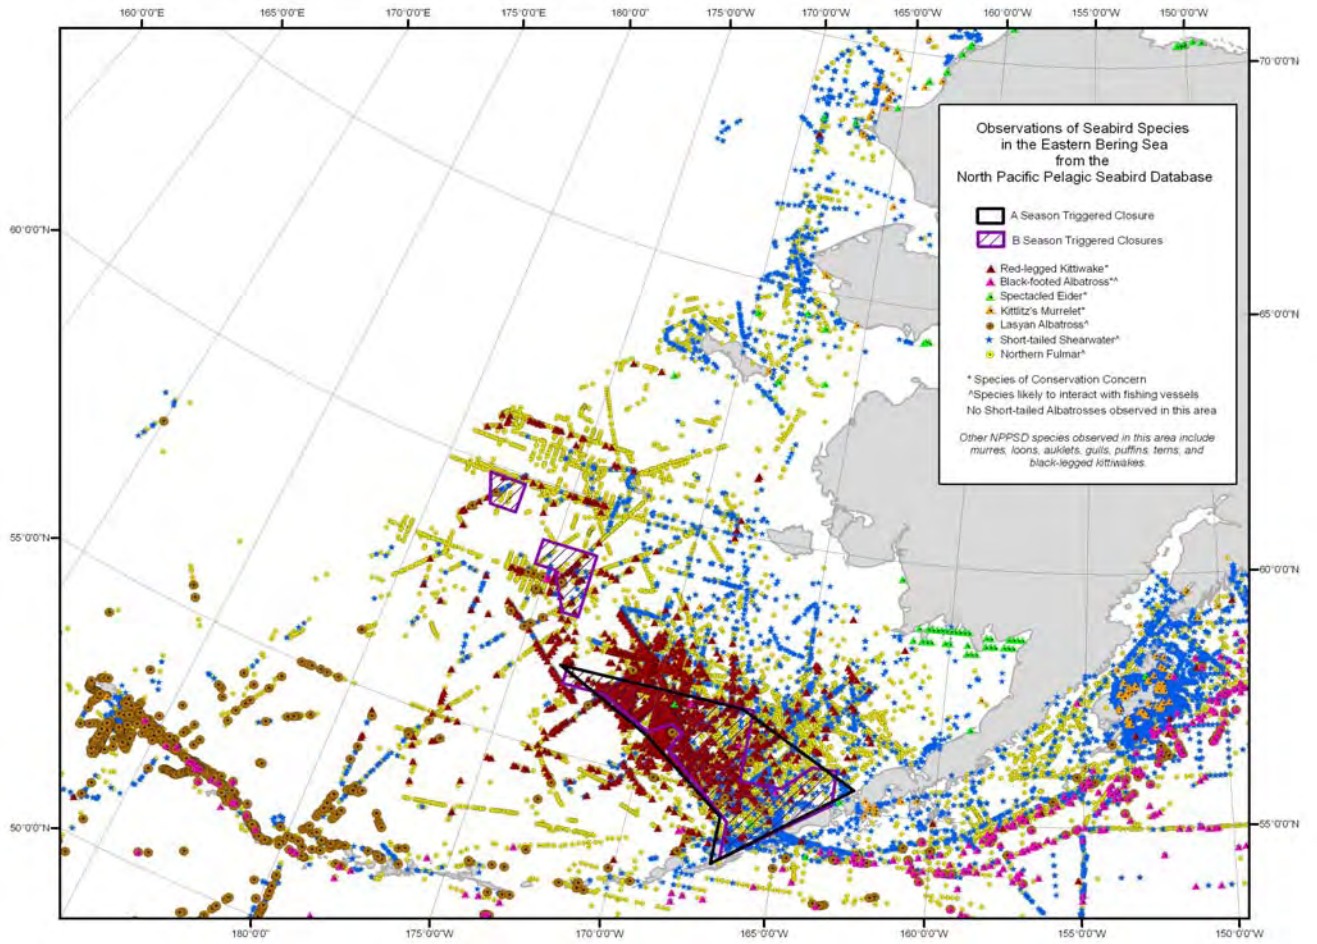 160°0'0"E 165°0'0"E 170°0'0"E 175°0'0"E 180°0'0" 175°0'0"W 170°0'0"W 165°0'0"W 160°0'0"W 155°0'0"W 150°0'0"W
70°0'0"N
Observations of Seabird Species
in the Eastern Bering Sea
from the
North Pacific Pelagic Seabird Database
A Season Triggered Closure
B Season Triggered Closures
Red-legged Kittiwake*
Black-footed Albatross*^
Spectacled Eider*
Kittlitz's Murrelet*
Lasyan Albatross^
Short-tailed Shearwater^
Northern Fulmar^
* Species of Conservation Concern
^Species likely to interact with fishing vessels
No Short-tailed Albatrosses observed in this area
Other NPPSD species observed in this area include
murres, loons, auklets, gulls, puffins, terns, and
black-legged kittiwakes.
60°0'0"N
65°0'0"N
55°0'0"N
60°0'0"N
50°0'0"N
55°0'0"N
180°0'0" 175°0'0"W 170°0'0"W 165°0'0"W 160°0'0"W 155°0'0"W 150°0'0"W